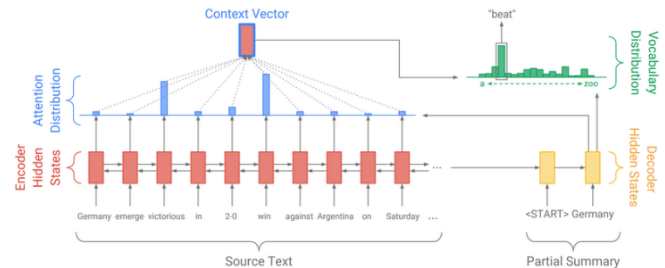 Context Vector
"beat"
Attention
Distribution
Vocabulary
Distribution
a
zoo
Encoder
Hidden
States
Decoder
Hidden States
Germany emerge victorious in 2-0 win against Argentina on Saturday ...
...
<START> Germany
Source Text
Partial Summary